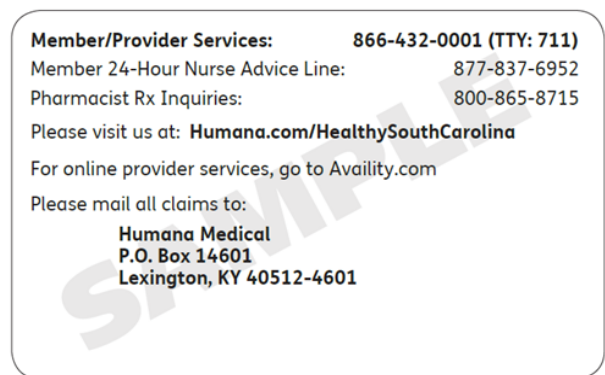 Member/Provider Services: 866-432-0001 (TTY: 711)
Member 24-Hour Nurse Advice Line: 877-837-6952
Pharmacist Rx Inquiries: 800-865-8715
Please visit us at: Humana.com/HealthySouthCarolina
For online provider services, go to Availity.com
Please mail all claims to:
Humana Medical
P.O. Box 14601
Lexington, KY 40512-4601
SAMPLE